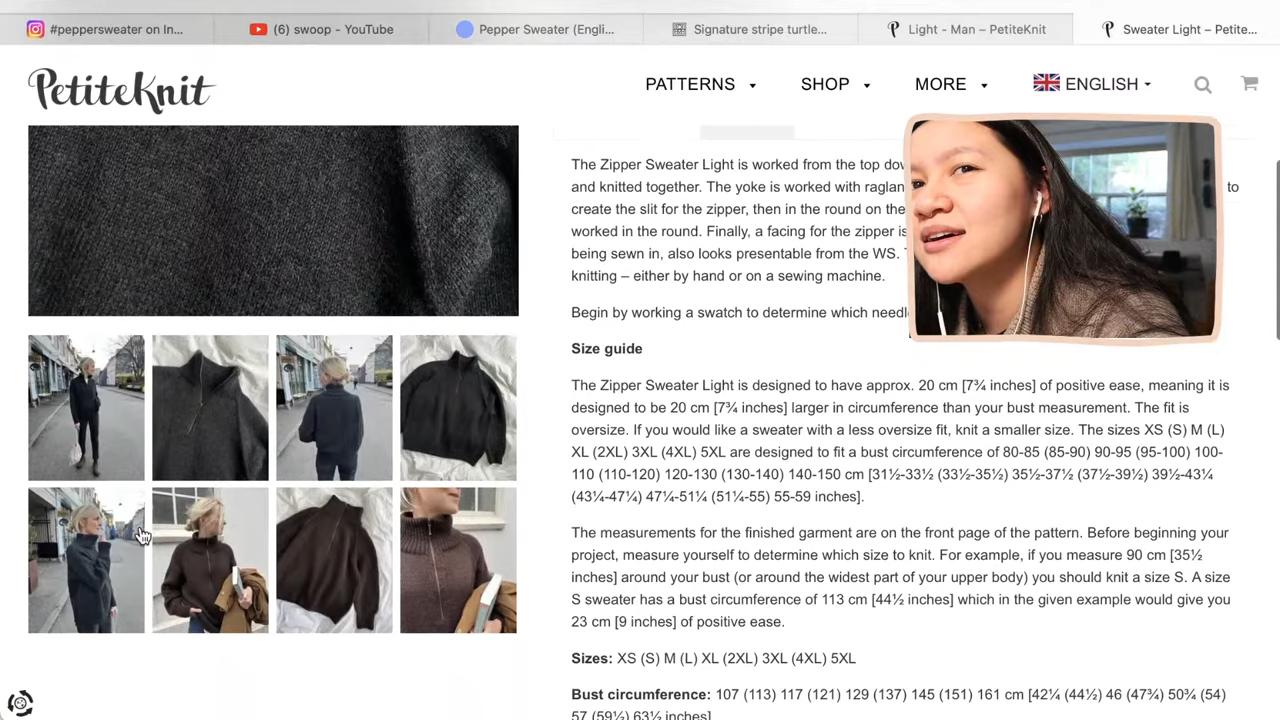 #peppersweater on In...
(6) swoop - YouTube
Pepper Sweater (Engli...
Signature stripe turtle...
Light - Man – PetiteKnit
Sweater Light – Petite...
PetiteKnit
PATTERNS
SHOP
MORE
ENGLISH
The Zipper Sweater Light is worked from the top
and knitted together. The yoke is worked with raglan
to
create the slit for the zipper, then in the round on the
worked in the round. Finally, a facing for the zipper is
being sewn in, also looks presentable from the WS.
knitting – either by hand or on a sewing machine.
Begin by working a swatch to determine which
Size guide
The Zipper Sweater Light is designed to have approx. 20 cm [7¾ inches] of positive ease, meaning it is
designed to be 20 cm [7¾ inches] larger in circumference than your bust measurement. The fit is
oversize. If you would like a sweater with a less oversize fit, knit a smaller size. The sizes XS (S) M (L)
XL (2XL) 3XL (4XL) 5XL are designed to fit a bust circumference of 80-85 (85-90) 90-95 (95-100) 100-
110 (110-120) 120-130 (130-140) 140-150 cm [31½-33½ (33½-35½) 35½-37½ (37½-39½) 39½-43¼
(43¼-47¼) 47¼-51¼ (51¼-55) 55-59 inches].
The measurements for the finished garment are on the front page of the pattern. Before beginning your
project, measure yourself to determine which size to knit. For example, if you measure 90 cm [35½
inches] around your bust (or around the widest part of your upper body) you should knit a size S. A size
S sweater has a bust circumference of 113 cm [44½ inches] which in the given example would give you
23 cm [9 inches] of positive ease.
Sizes: XS (S) M (L) XL (2XL) 3XL (4XL) 5XL
Bust circumference: 107 (113) 117 (121) 129 (137) 145 (151) 161 cm [42¼ (44½) 46 (47¾) 50¾ (54)
57 (59½) 63½ inches]